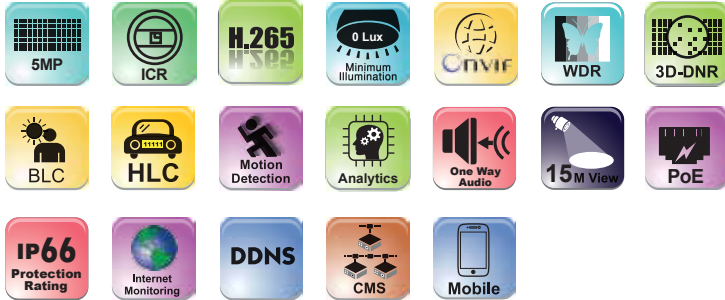 5MP
ICR
H.265
0 Lux
Minimum
Illumination
Onvif
WDR
3D-DNR
BLC
11111
HLC
Motion
Detection
Analytics
One Way
Audio
15M View
PoE
IP66
Protection
Rating
Internet
Monitoring
DDNS
CMS
Mobile